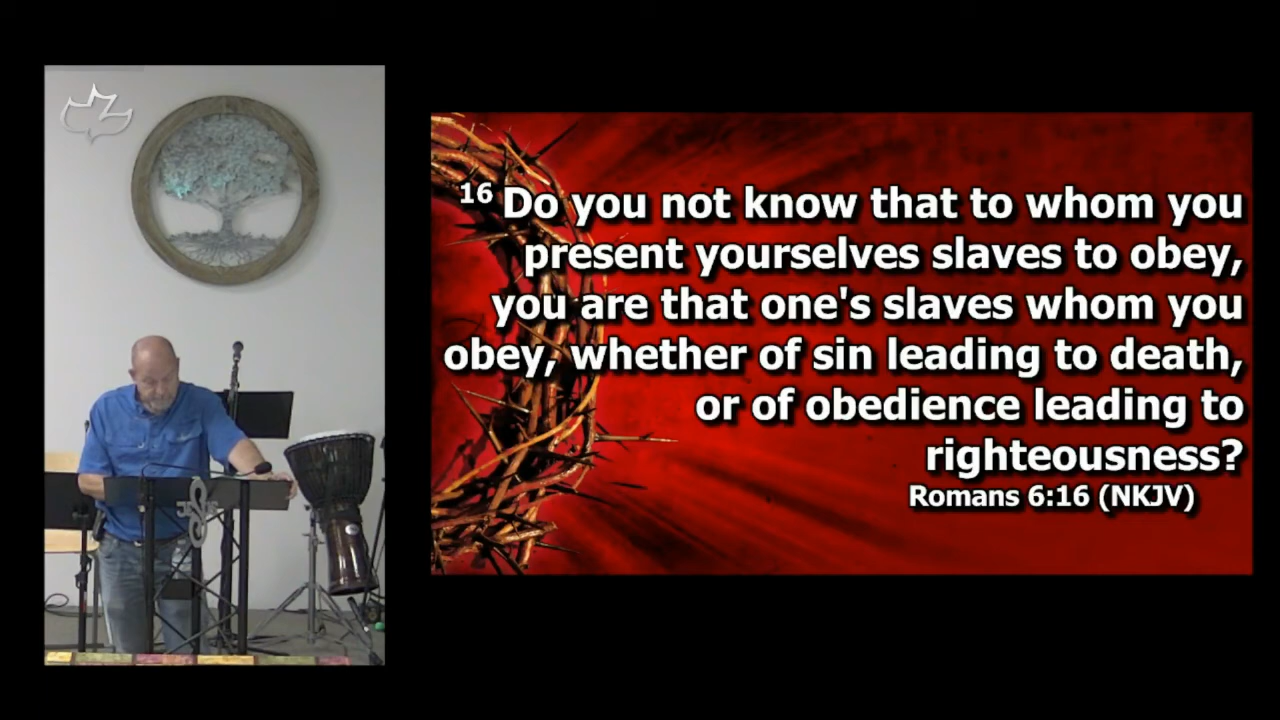 16 Do you not know that to whom you
present yourselves slaves to obey,
you are that one's slaves whom you
obey, whether of sin leading to death,
or of obedience leading to
righteousness?
Romans 6:16 (NKJV)